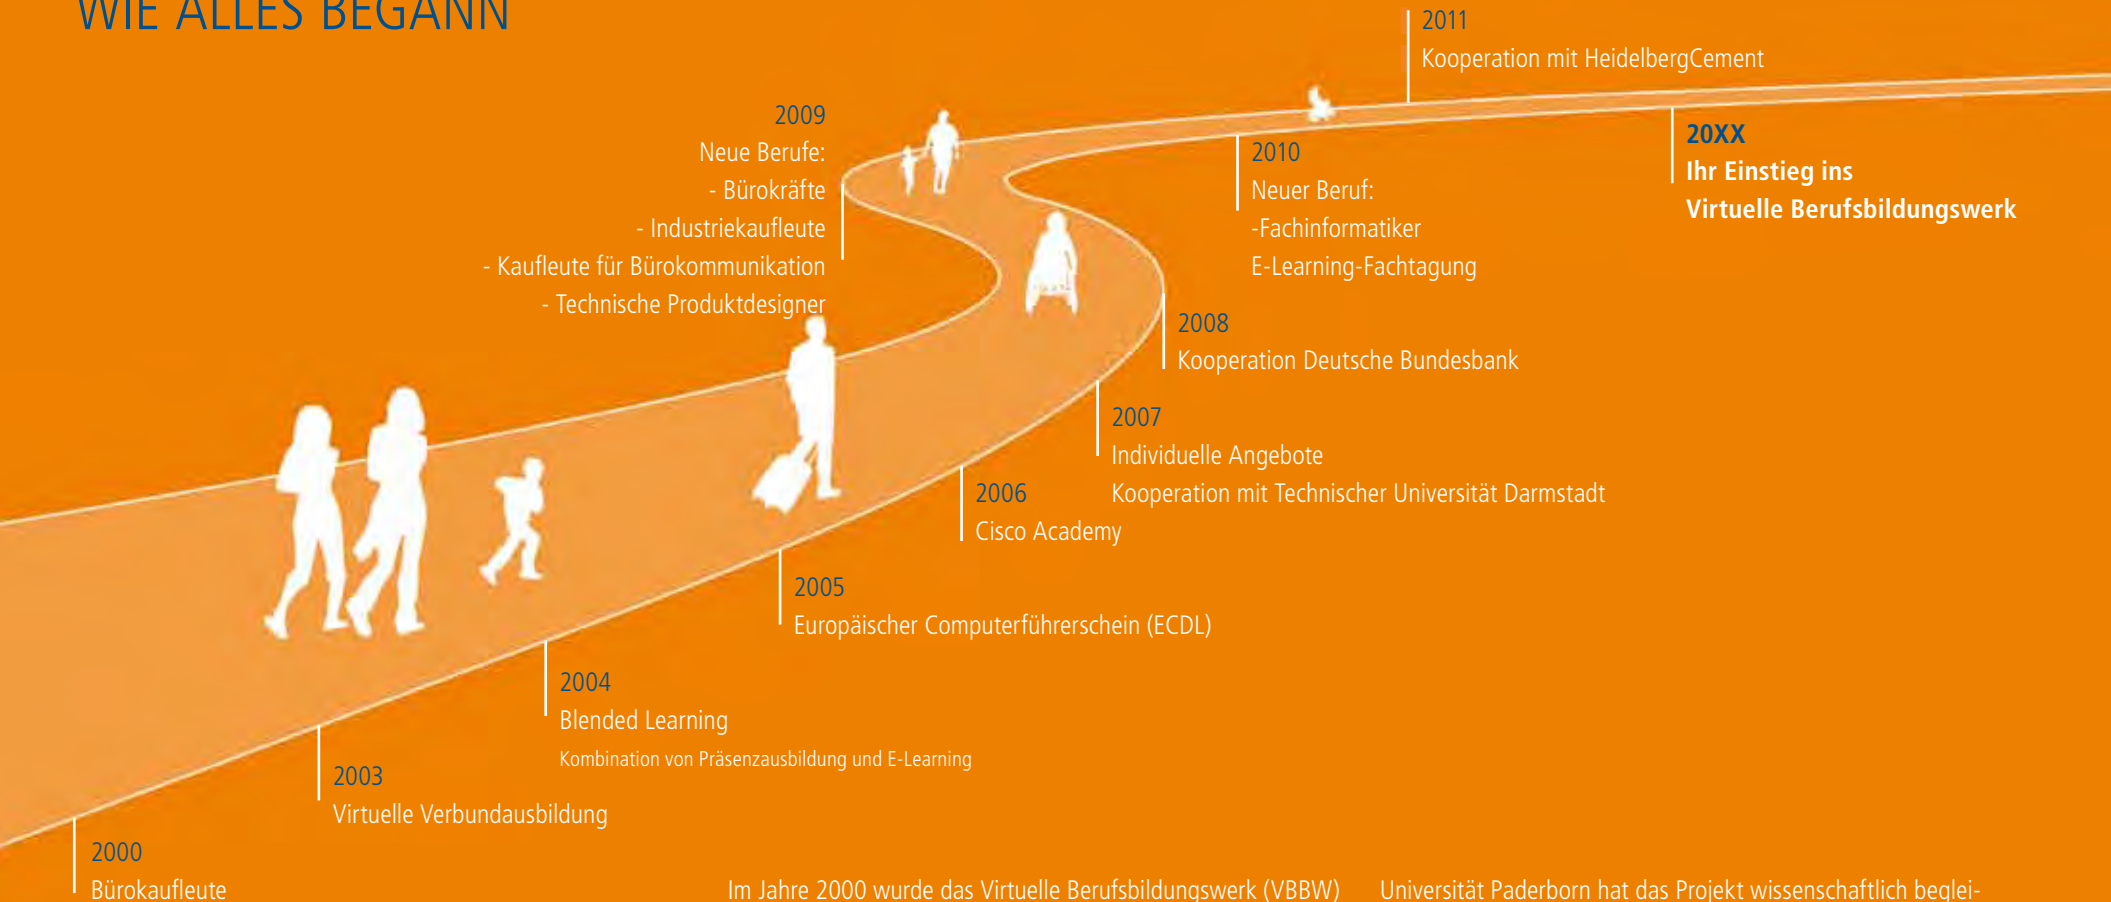 WIE ALLES BEGANN
2011
Kooperation mit HeidelbergCement
20XX
Ihr Einstieg ins
Virtuelle Berufsbildungswerk
2009
Neue Berufe:
- Bürokräfte
- Industriekaufleute
- Kaufleute für Bürokommunikation
- Technische Produktdesigner
2010
Neuer Beruf:
-Fachinformatiker
E-Learning-Fachtagung
2008
Kooperation Deutsche Bundesbank
2007
Individuelle Angebote
Kooperation mit Technischer Universität Darmstadt
2006
Cisco Academy
2005
Europäischer Computerführerschein (ECDL)
2004
Blended Learning
Kombination von Präsenzausbildung und E-Learning
2003
Virtuelle Verbundausbildung
2000
Bürokaufleute
Im Jahre 2000 wurde das Virtuelle Berufsbildungswerk (VBBW)
Universität Paderborn hat das Projekt wissenschaftlich beglei-